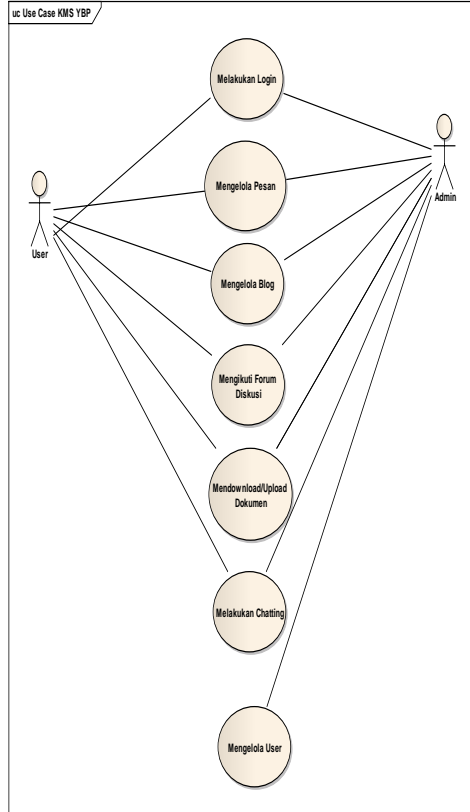 uc Use Case KMS YBP
Melakukan Login
Mengelola Pesan
User
Admin
Mengelola Blog
Mengikuti Forum
Diskusi
Mendownload/Upload
Dokumen
Melakukan Chatting
Mengelola User